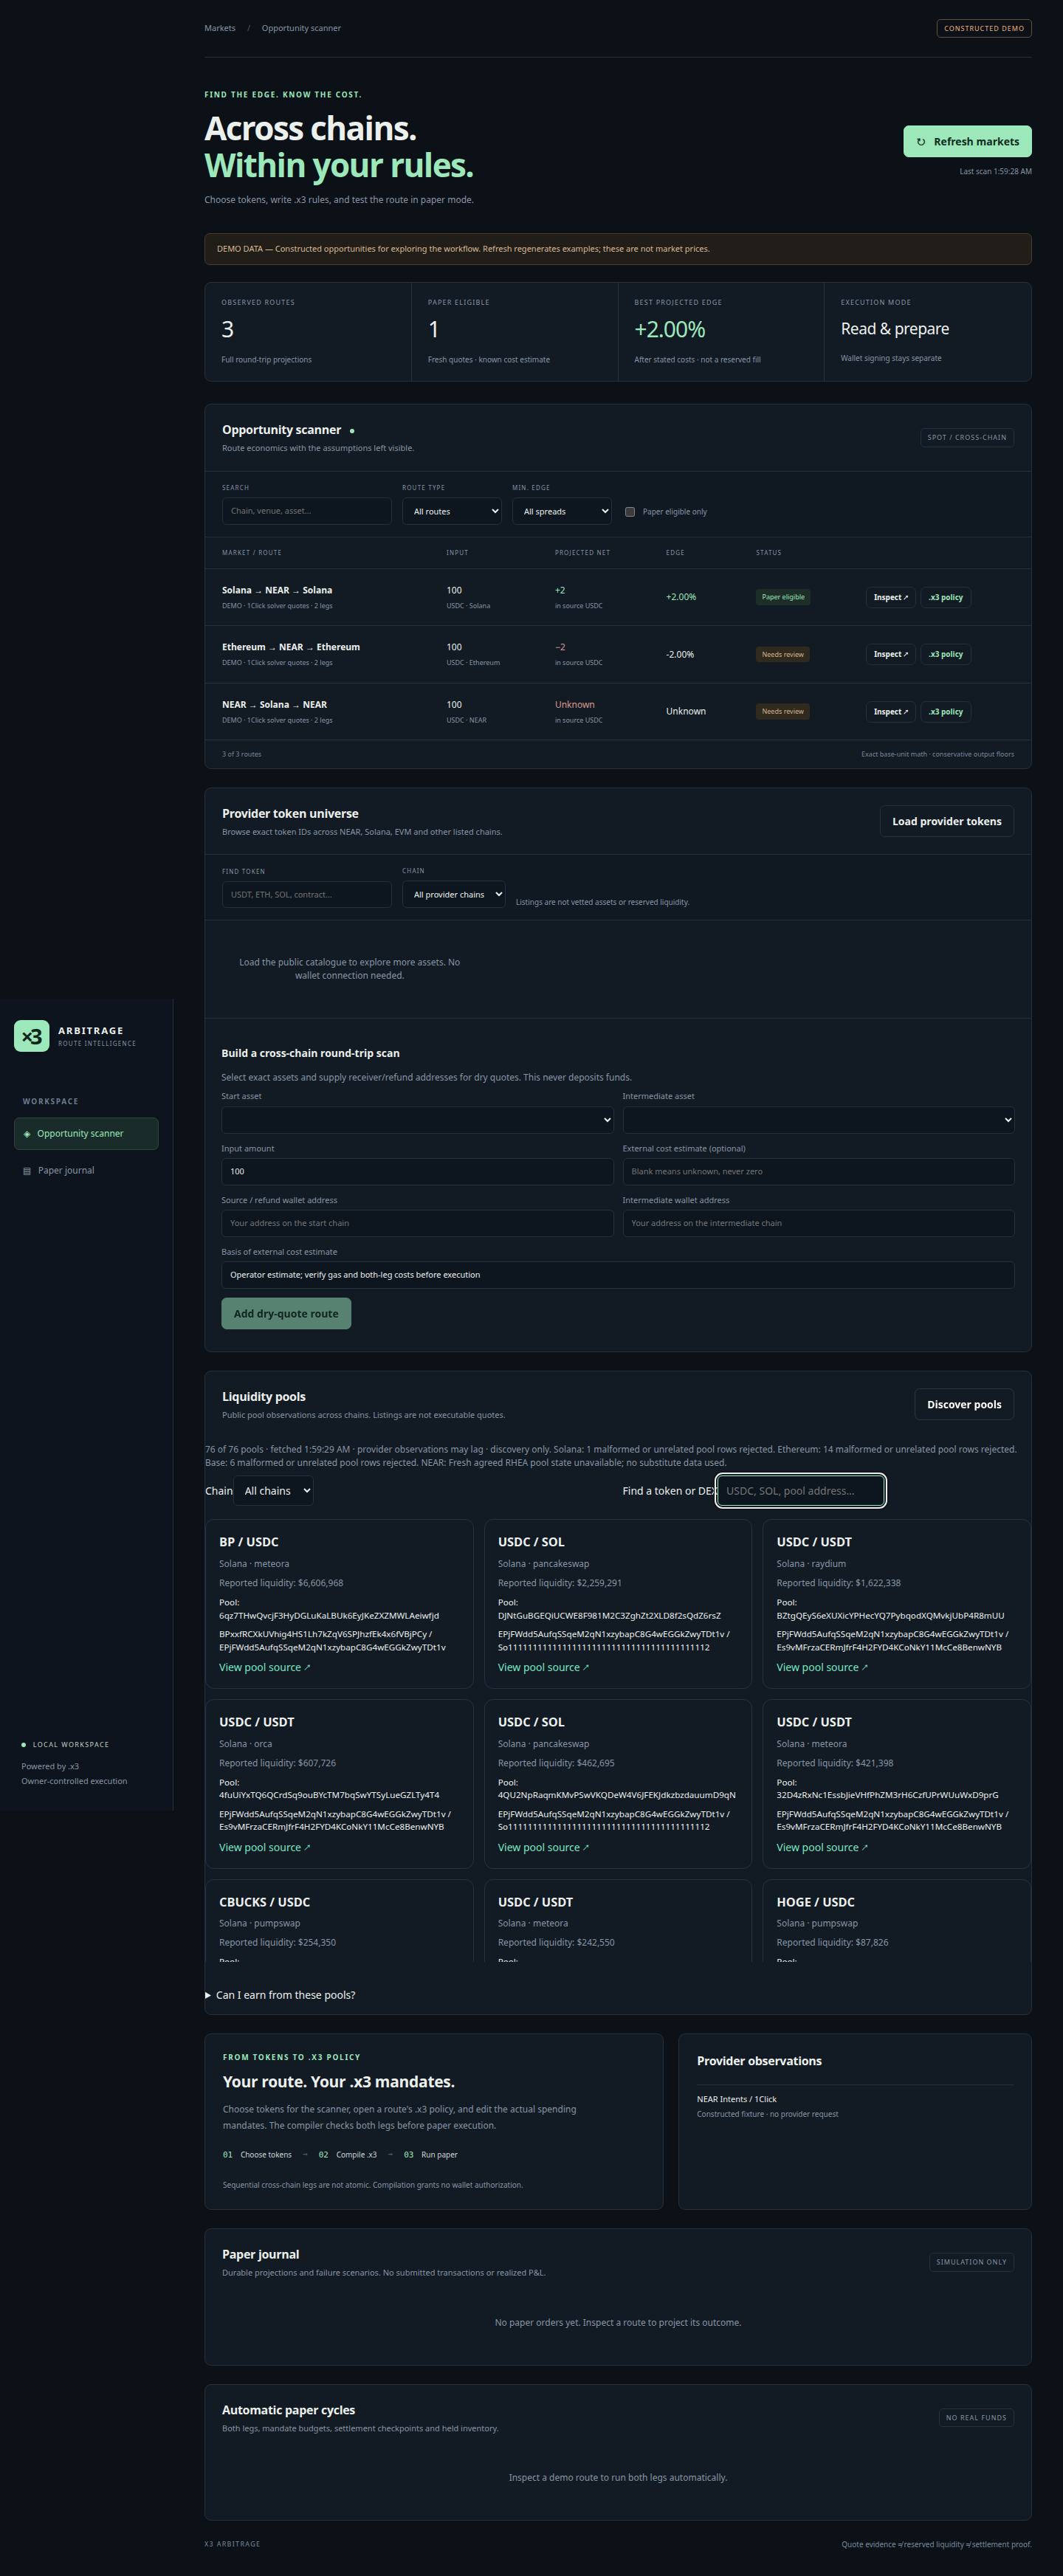 Markets / Opportunity scanner
CONSTRUCTED DEMO
FIND THE EDGE. KNOW THE COST.
Across chains.
Within your rules.
Choose tokens, write .x3 rules, and test the route in paper mode.
↻ Refresh markets
Last scan 1:59:28 AM
DEMO DATA — Constructed opportunities for exploring the workflow. Refresh regenerates examples; these are not market prices.
OBSERVED ROUTES
3
Full round-trip projections
PAPER ELIGIBLE
1
Fresh quotes · known cost estimate
BEST PROJECTED EDGE
+2.00%
After stated costs · not a reserved fill
EXECUTION MODE
Read & prepare
Wallet signing stays separate
Opportunity scanner
Route economics with the assumptions left visible.
SPOT / CROSS-CHAIN
SEARCH
Chain, venue, asset...
ROUTE TYPE
All routes
MIN. EDGE
All spreads
Paper eligible only
MARKET / ROUTE INPUT PROJECTED NET EDGE STATUS
Solana → NEAR → Solana 100 +2 +2.00% Paper eligible Inspect ↗ .x3 policy
DEMO · 1Click solver quotes · 2 legs USDC · Solana in source USDC
Ethereum → NEAR → Ethereum 100 −2 -2.00% Needs review Inspect ↗ .x3 policy
DEMO · 1Click solver quotes · 2 legs USDC · Ethereum in source USDC
NEAR → Solana → NEAR 100 Unknown Unknown Needs review Inspect ↗ .x3 policy
DEMO · 1Click solver quotes · 2 legs USDC · NEAR in source USDC
3 of 3 routes
Exact base-unit math · conservative output floors
Provider token universe
Browse exact token IDs across NEAR, Solana, EVM and other listed chains.
Load provider tokens
FIND TOKEN
USDT, ETH, SOL, contract...
CHAIN
All provider chains
Listings are not vetted assets or reserved liquidity.
Load the public catalogue to explore more assets. No
wallet connection needed.
x3
ARBITRAGE
ROUTE INTELLIGENCE
WORKSPACE
◈ Opportunity scanner
▤ Paper journal
Build a cross-chain round-trip scan
Select exact assets and supply receiver/refund addresses for dry quotes. This never deposits funds.
Start asset
Intermediate asset
Input amount
100
External cost estimate (optional)
Blank means unknown, never zero
Source / refund wallet address
Your address on the start chain
Intermediate wallet address
Your address on the intermediate chain
Basis of external cost estimate
Operator estimate; verify gas and both-leg costs before execution
Add dry-quote route
Liquidity pools
Public pool observations across chains. Listings are not executable quotes.
Discover pools
76 of 76 pools · fetched 1:59:29 AM · provider observations may lag · discovery only. Solana: 1 malformed or unrelated pool rows rejected. Ethereum: 14 malformed or unrelated pool rows rejected.
Base: 6 malformed or unrelated pool rows rejected. NEAR: Fresh agreed RHEA pool state unavailable; no substitute data used.
Chain All chains
Find a token or DEX USDC, SOL, pool address...
BP / USDC
Solana · meteora
Reported liquidity: $6,606,968
Pool:
6qz7THwQvcjF3HyDGLuKaLBUk6EyJKeZXZMWLAeiwfjd
BPxxfRCXkUVhig4HS1Lh7kZqV6SPJhzfEk4x6fVBjPCy /
EPjFWdd5AufqSSqeM2qN1xzybapC8G4wEGGkZwyTDt1v
View pool source ↗
USDC / SOL
Solana · pancakeswap
Reported liquidity: $2,259,291
Pool:
DJNtGuBGEQiUCWE8F981M2C3ZghZt2XLD8f2sQdZ6rsZ
EPjFWdd5AufqSSqeM2qN1xzybapC8G4wEGGkZwyTDt1v /
So11111111111111111111111111111111111111112
View pool source ↗
USDC / USDT
Solana · raydium
Reported liquidity: $1,622,338
Pool:
BZtgQEyS6eXUXicYPHecYQ7PybqodXQMvkjUbP4R8mUU
EPjFWdd5AufqSSqeM2qN1xzybapC8G4wEGGkZwyTDt1v /
Es9vMFrzaCERmJfrF4H2FYD4KCoNkY11McCe8BenwNYB
View pool source ↗
USDC / USDT
Solana · orca
Reported liquidity: $607,726
Pool:
4fuUiYxTQ6QCrdSq9ouBYcTM7bqSwYTSyLueGZLTy4T4
EPjFWdd5AufqSSqeM2qN1xzybapC8G4wEGGkZwyTDt1v /
Es9vMFrzaCERmJfrF4H2FYD4KCoNkY11McCe8BenwNYB
View pool source ↗
USDC / SOL
Solana · pancakeswap
Reported liquidity: $462,695
Pool:
4QU2NpRaqmKMvPSwVKQDeW4V6JFEKJdkzbzdauumD9qN
EPjFWdd5AufqSSqeM2qN1xzybapC8G4wEGGkZwyTDt1v /
So11111111111111111111111111111111111111112
View pool source ↗
USDC / USDT
Solana · meteora
Reported liquidity: $421,398
Pool:
32D4zRxNc1EssbJieVHfPhZM3rH6CzfUPrWUuWxD9prG
EPjFWdd5AufqSSqeM2qN1xzybapC8G4wEGGkZwyTDt1v /
Es9vMFrzaCERmJfrF4H2FYD4KCoNkY11McCe8BenwNYB
View pool source ↗
CBUCKS / USDC
Solana · pumpswap
Reported liquidity: $254,350
Pool:
USDC / USDT
Solana · meteora
Reported liquidity: $242,550
Pool:
HOGE / USDC
Solana · pumpswap
Reported liquidity: $87,826
Pool:
LOCAL WORKSPACE
Powered by .x3
Owner-controlled execution
▶ Can I earn from these pools?
FROM TOKENS TO .X3 POLICY
Your route. Your .x3 mandates.
Choose tokens for the scanner, open a route's .x3 policy, and edit the actual spending
mandates. The compiler checks both legs before paper execution.
01 Choose tokens → 02 Compile .x3 → 03 Run paper
Sequential cross-chain legs are not atomic. Compilation grants no wallet authorization.
Provider observations
NEAR Intents / 1Click
Constructed fixture · no provider request
Paper journal
Durable projections and failure scenarios. No submitted transactions or realized P&L.
SIMULATION ONLY
No paper orders yet. Inspect a route to project its outcome.
Automatic paper cycles
Both legs, mandate budgets, settlement checkpoints and held inventory.
NO REAL FUNDS
Inspect a demo route to run both legs automatically.
X3 ARBITRAGE
Quote evidence ≠ reserved liquidity ≠ settlement proof.